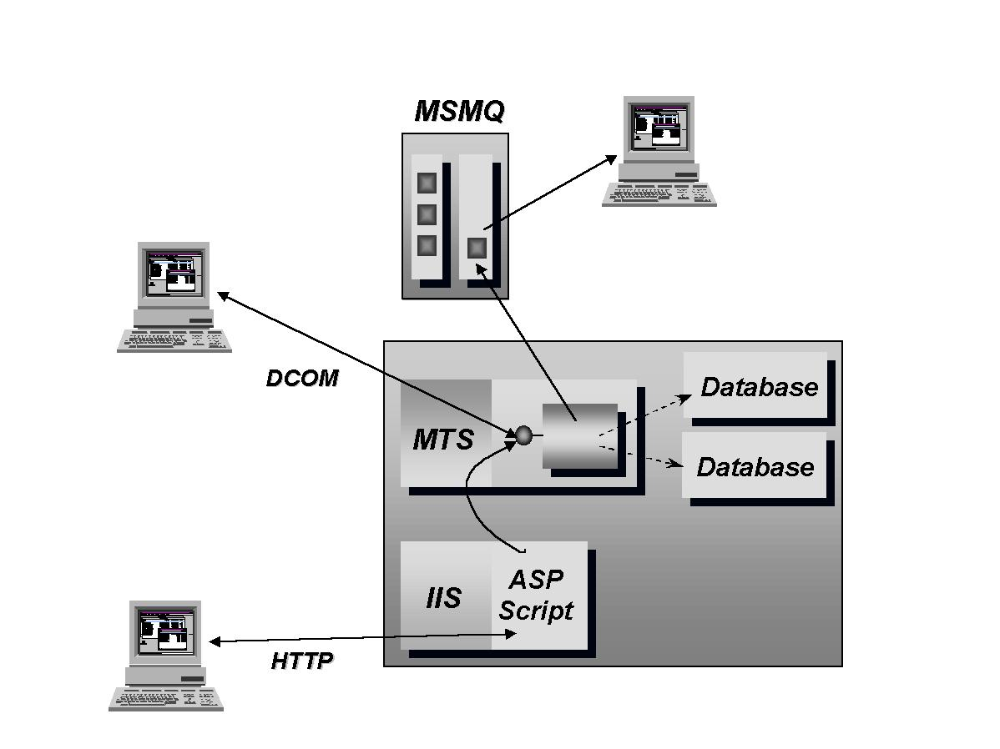 MSMQ
DCOM
MTS
Database
Database
IIS
ASP
Script
HTTP